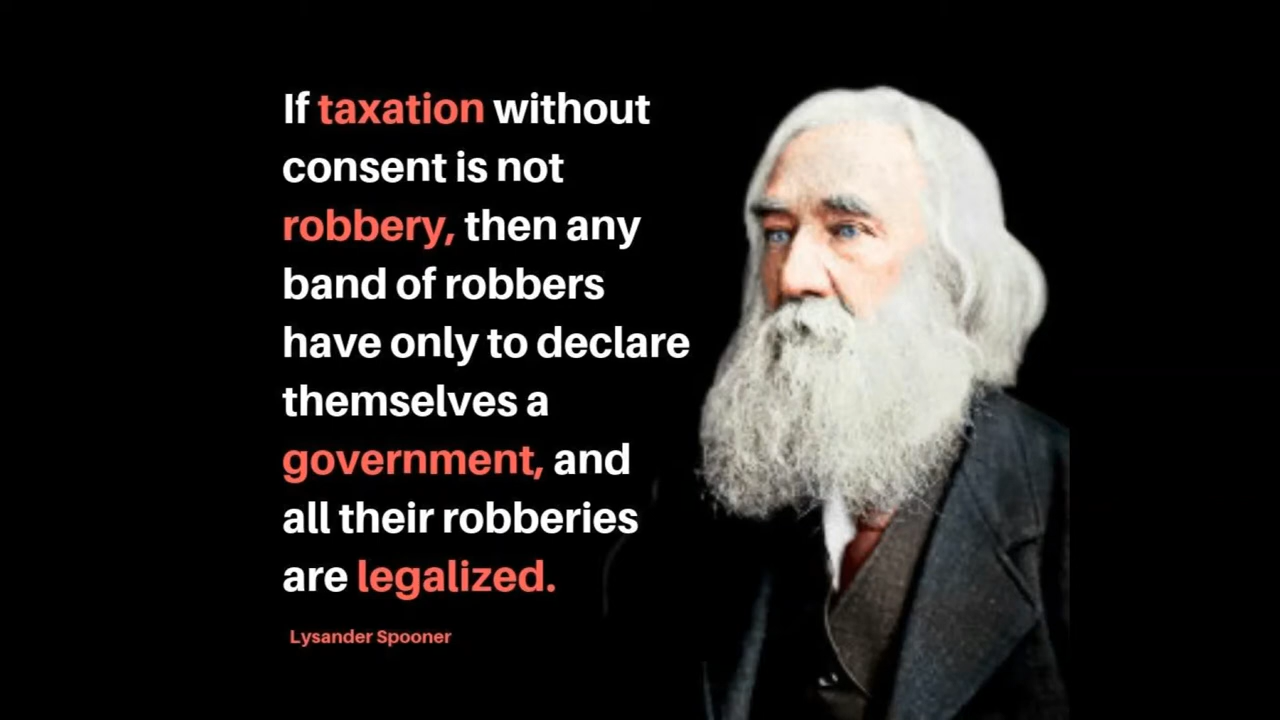 If taxation without
consent is not
robbery, then any
band of robbers
have only to declare
themselves a
government, and
all their robberies
are legalized.
Lysander Spooner